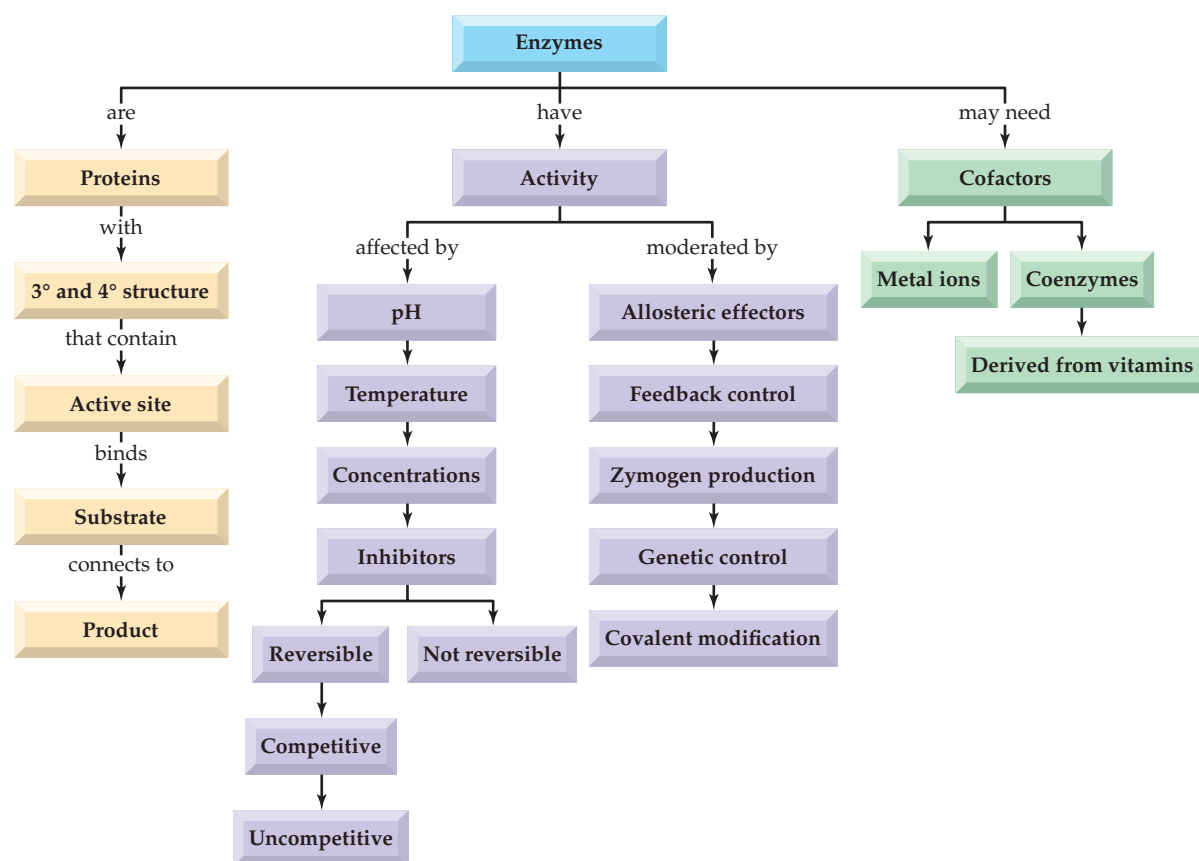 Enzymes
are
have
may need
Proteins
Activity
Cofactors
with
affected by
moderated by
3° and 4° structure
pH
Allosteric effectors
Metal ions
Coenzymes
that contain
Active site
Temperature
Feedback control
Derived from vitamins
binds
Concentrations
Zymogen production
Substrate
connects to
Inhibitors
Genetic control
Product
Reversible
Not reversible
Covalent modification
Competitive
Uncompetitive